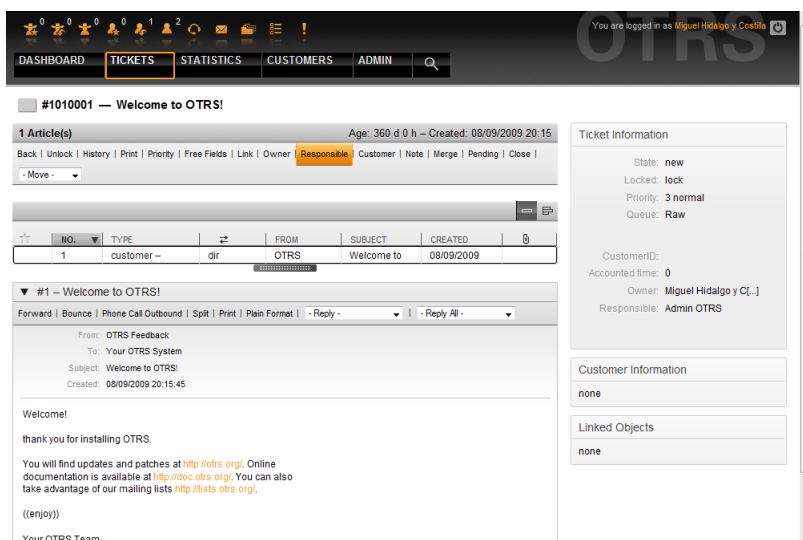 0 0 0 0 1 2
OTRS
You are logged in as Miguel Hidalgo y Costilla
DASHBOARD TICKETS STATISTICS CUSTOMERS ADMIN
#1010001 — Welcome to OTRS!
1 Article(s) Age: 360 d 0 h – Created: 08/09/2009 20:15
Back | Unlock | History | Print | Priority | Free Fields | Link | Owner | Responsible | Customer | Note | Merge | Pending | Close |
- Move -
NO. TYPE FROM SUBJECT CREATED
1 customer – dir OTRS Welcome to 08/09/2009
#1 – Welcome to OTRS!
Forward | Bounce | Phone Call Outbound | Split | Print | Plain Format | - Reply - | - Reply All -
From: OTRS Feedback
To: Your OTRS System
Subject: Welcome to OTRS!
Created: 08/09/2009 20:15:45
Welcome!
thank you for installing OTRS.
You will find updates and patches at http://otrs.org/. Online
documentation is available at http://doc.otrs.org/. You can also
take advantage of our mailing lists http://lists.otrs.org/.
((enjoy))
Your OTRS Team
Ticket Information
State: new
Locked: lock
Priority: 3 normal
Queue: Raw
CustomerID:
Accounted time: 0
Owner: Miguel Hidalgo y C[...]
Responsible: Admin OTRS
Customer Information
none
Linked Objects
none